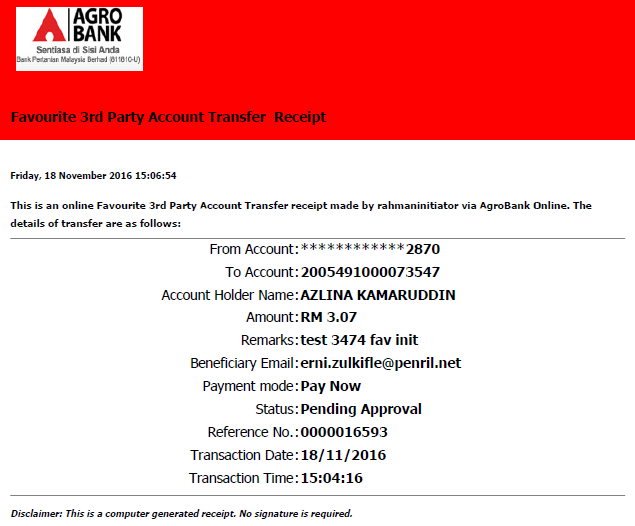 AGRO
BANK
Sentiasa di Sisi Anda
Bank Pertanian Malaysia Berhad (811810-U)
Favourite 3rd Party Account Transfer Receipt
Friday, 18 November 2016 15:06:54
This is an online Favourite 3rd Party Account Transfer receipt made by rahmaninitiator via AgroBank Online. The
details of transfer are as follows:
From Account:************2870
To Account:2005491000073547
Account Holder Name:AZLINA KAMARUDDIN
Amount:RM 3.07
Remarks:test 3474 fav init
Beneficiary Email:erni.zulkifle@penril.net
Payment mode:Pay Now
Status:Pending Approval
Reference No.:0000016593
Transaction Date:18/11/2016
Transaction Time:15:04:16
Disclaimer: This is a computer generated receipt. No signature is required.